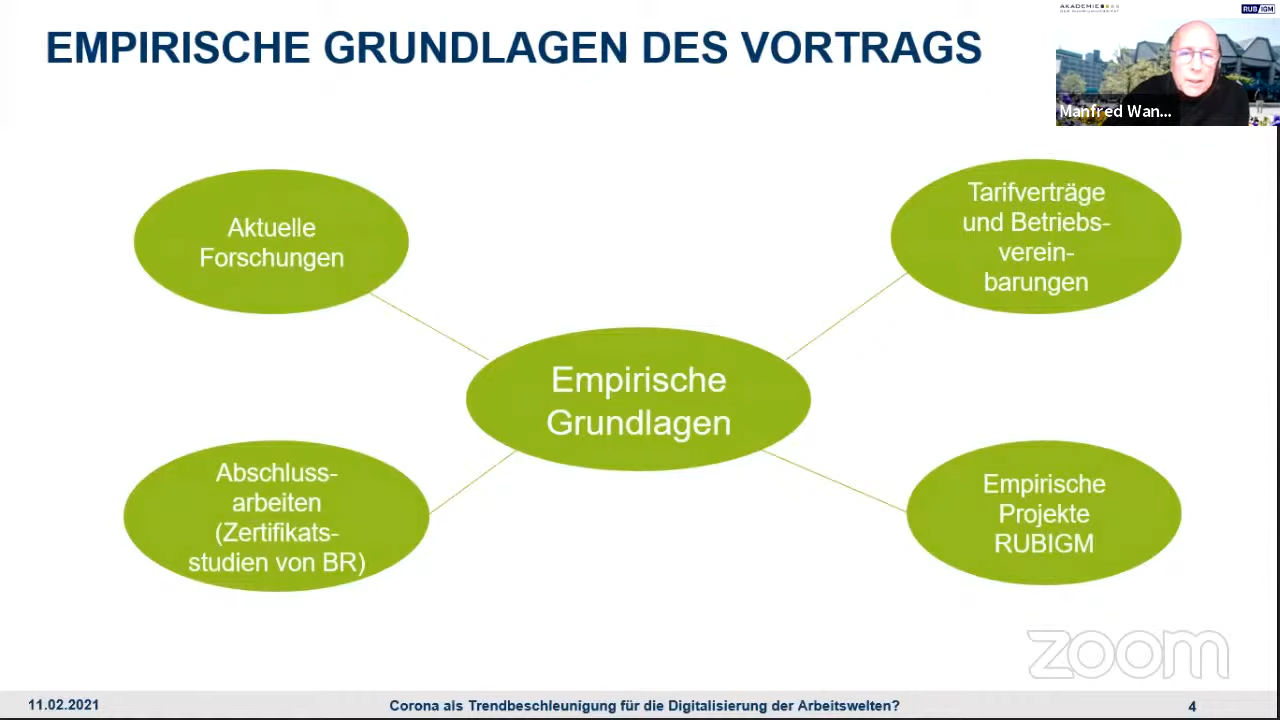 EMPIRISCHE GRUNDLAGEN DES VORTRAGS
AKADEMIE
RUB/IGM
Manfred Wan...
Aktuelle
Forschungen
Tarifverträge
und Betriebs-
verein-
barungen
Empirische
Grundlagen
Abschluss-
arbeiten
(Zertifikats-
studien von BR)
Empirische
Projekte
RUBIGM
zoom
11.02.2021
Corona als Trendbeschleunigung für die Digitalisierung der Arbeitswelten?
4